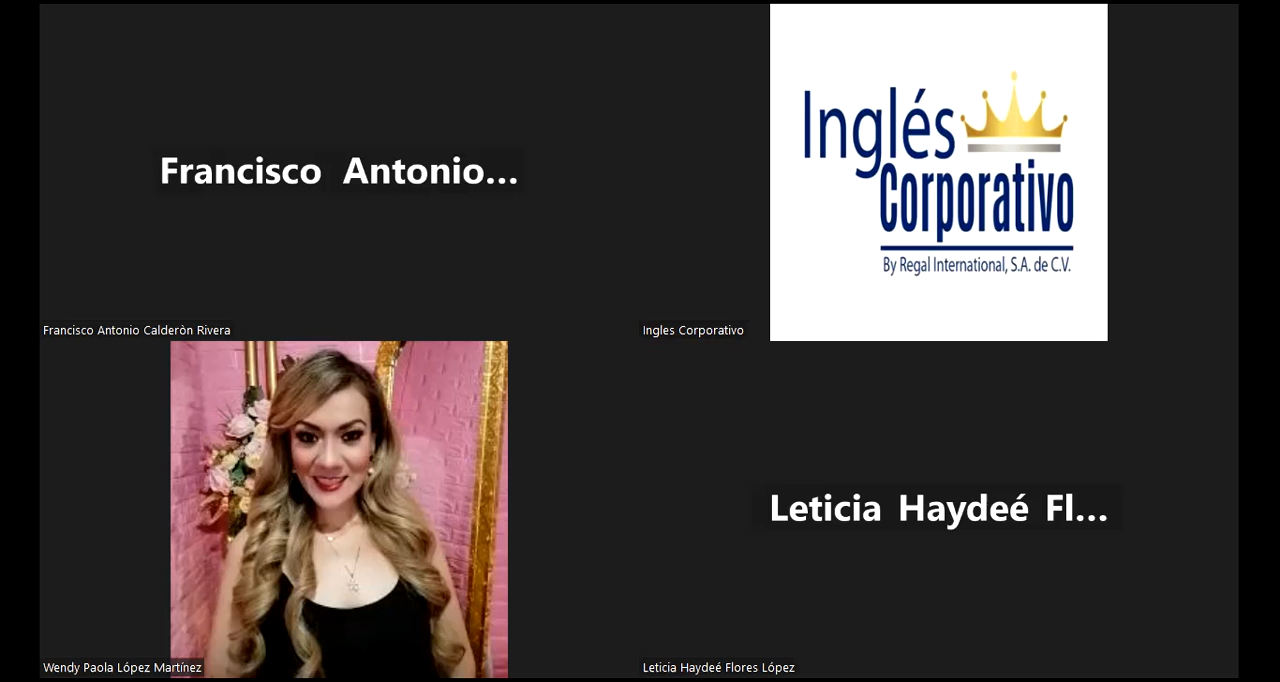 Francisco Antonio...
Francisco Antonio Calderòn Rivera
Inglés
Corporativo
By Regal International, S.A. de C.V.
Ingles Corporativo
Wendy Paola López Martínez
Leticia Haydeé Fl...
Leticia Haydeé Flores López